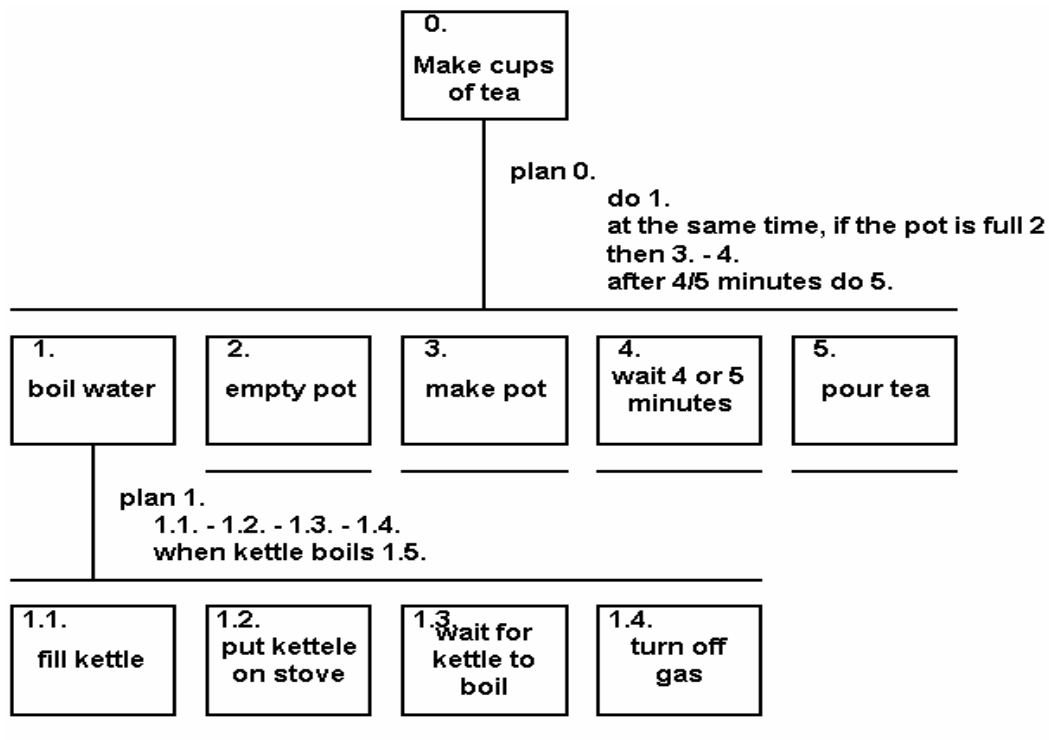 0.
Make cups
of tea
plan 0.
do 1.
at the same time, if the pot is full 2
then 3. - 4.
after 4/5 minutes do 5.
1.
boil water
2.
empty pot
3.
make pot
4.
wait 4 or 5
minutes
5.
pour tea
plan 1.
1.1. - 1.2. - 1.3. - 1.4.
when kettle boils 1.5.
1.1.
fill kettle
1.2.
put kettele
on stove
1.3.
wait for
kettle to
boil
1.4.
turn off
gas